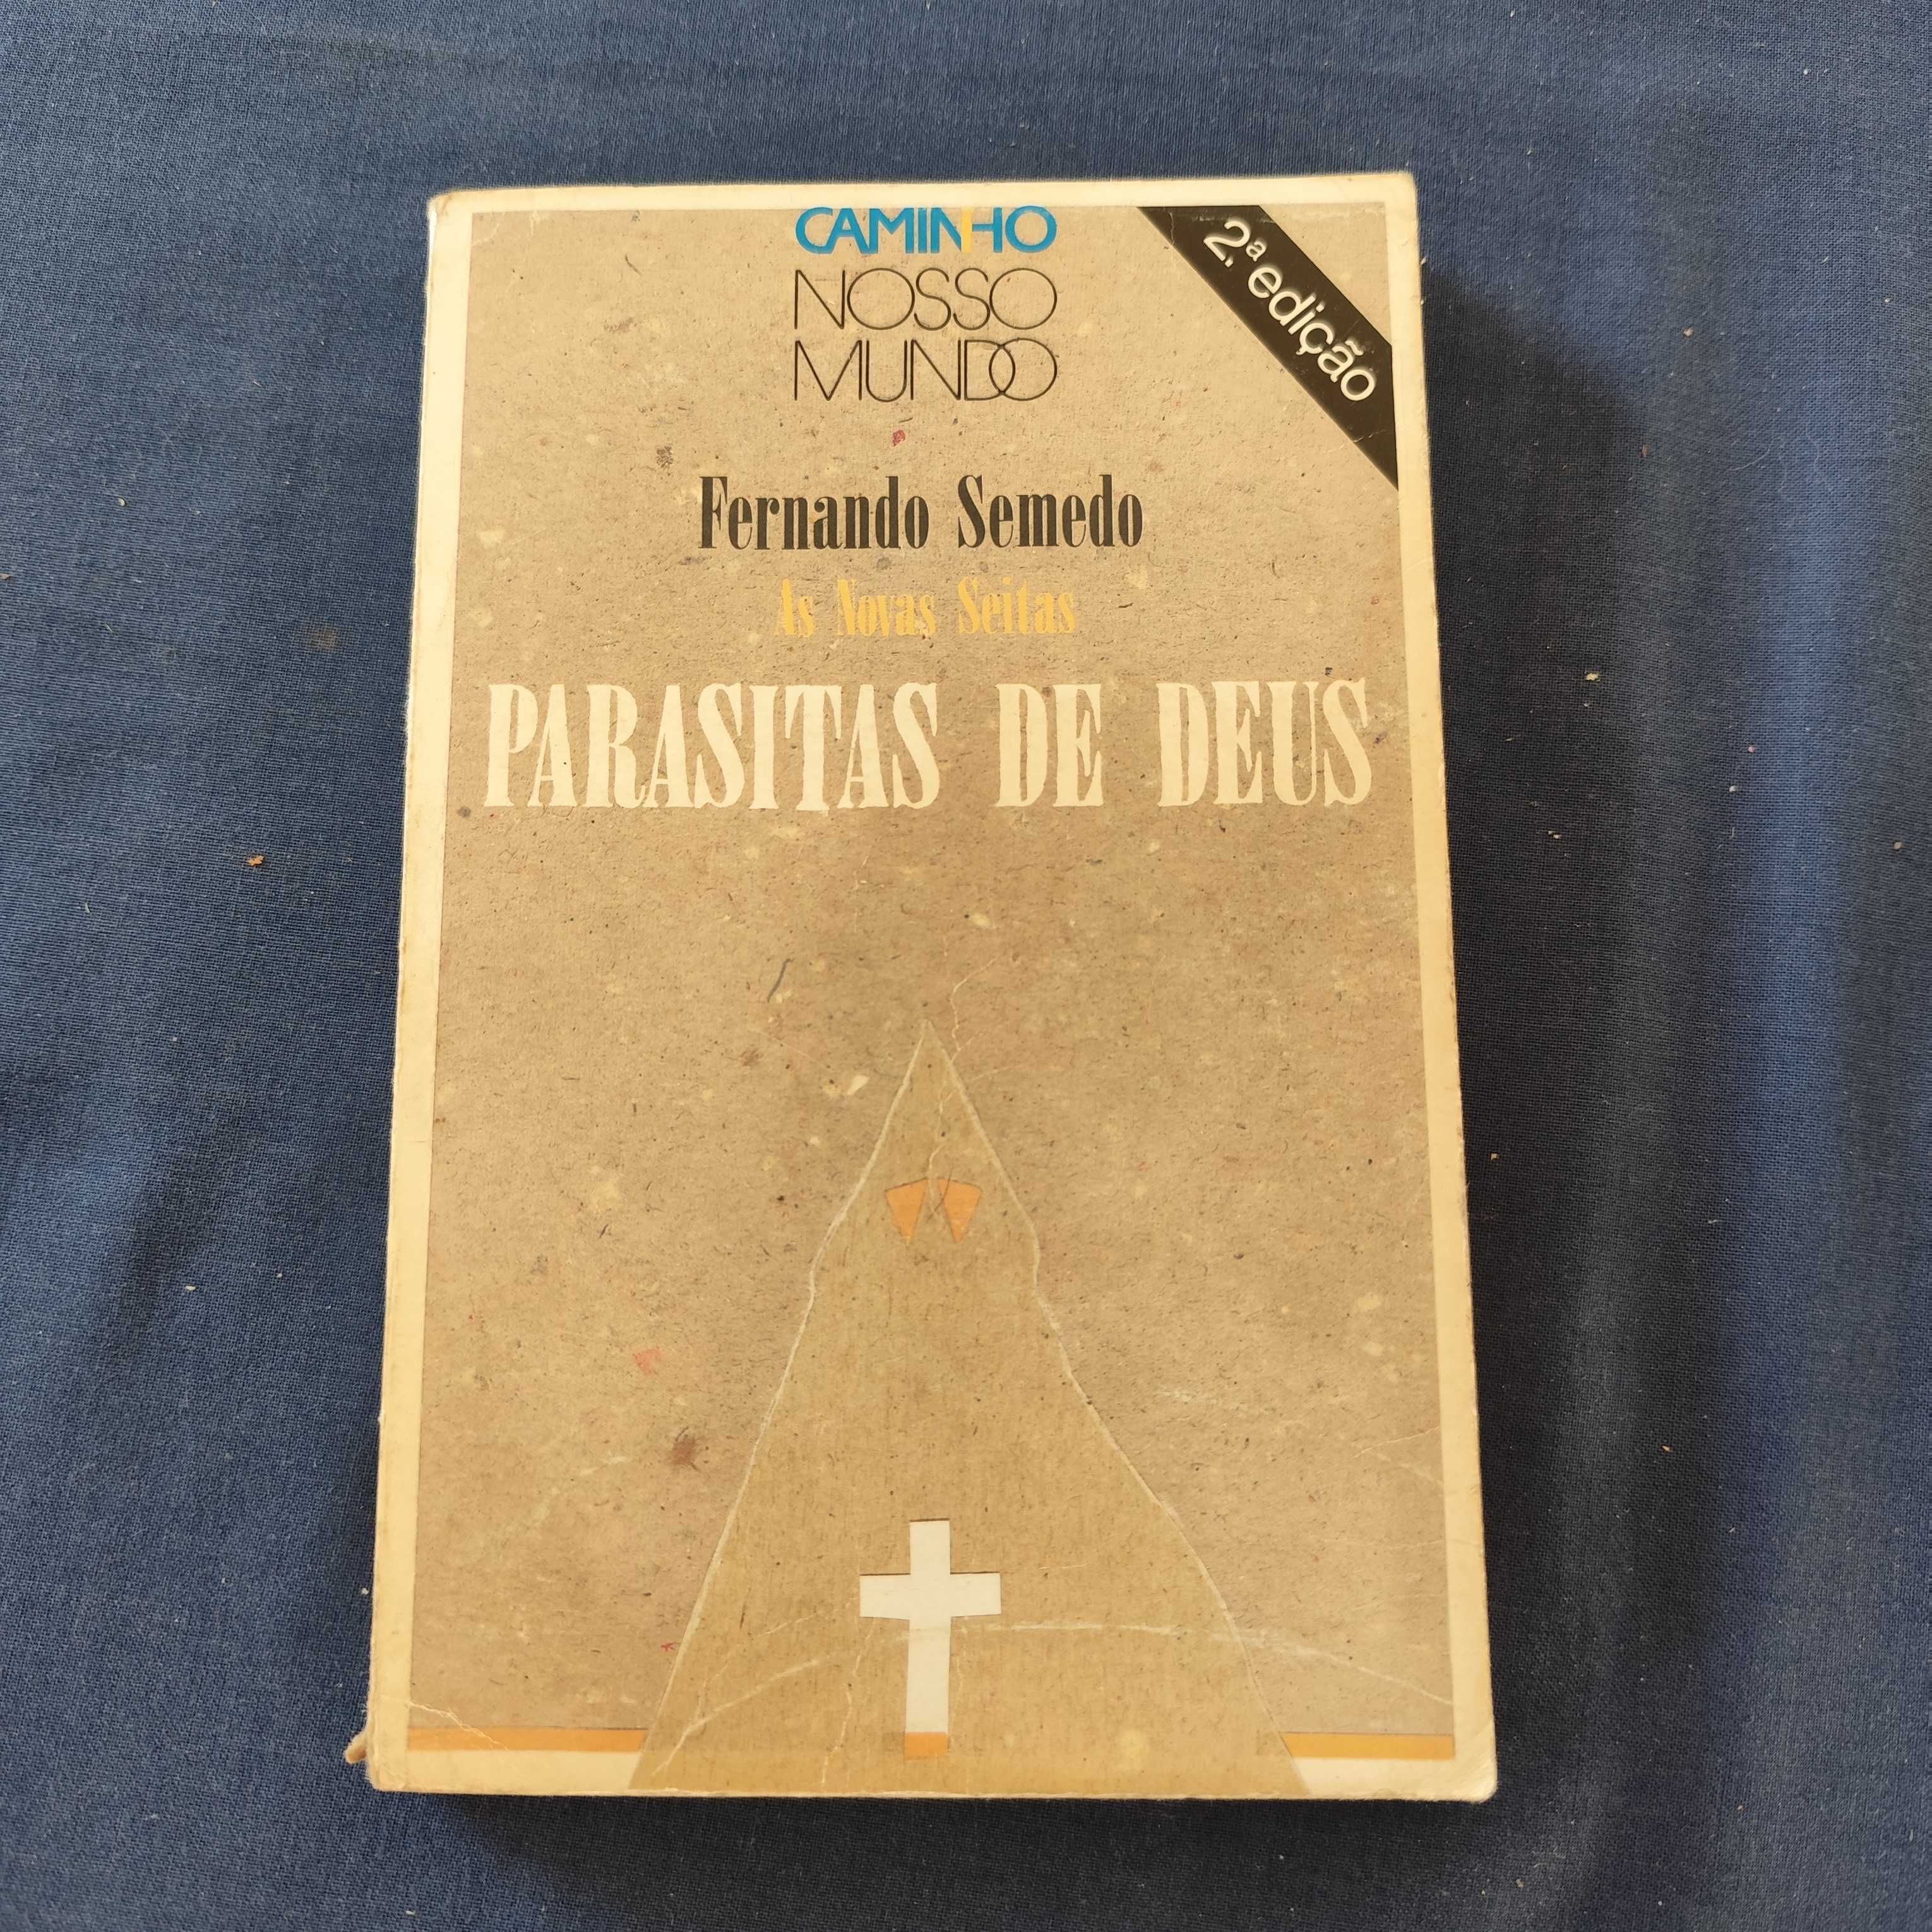 CAMINHO
NOSSO
MUNDO
2.ª edição
Fernando Semedo
As Novas Seitas
PARASITAS DE DEUS